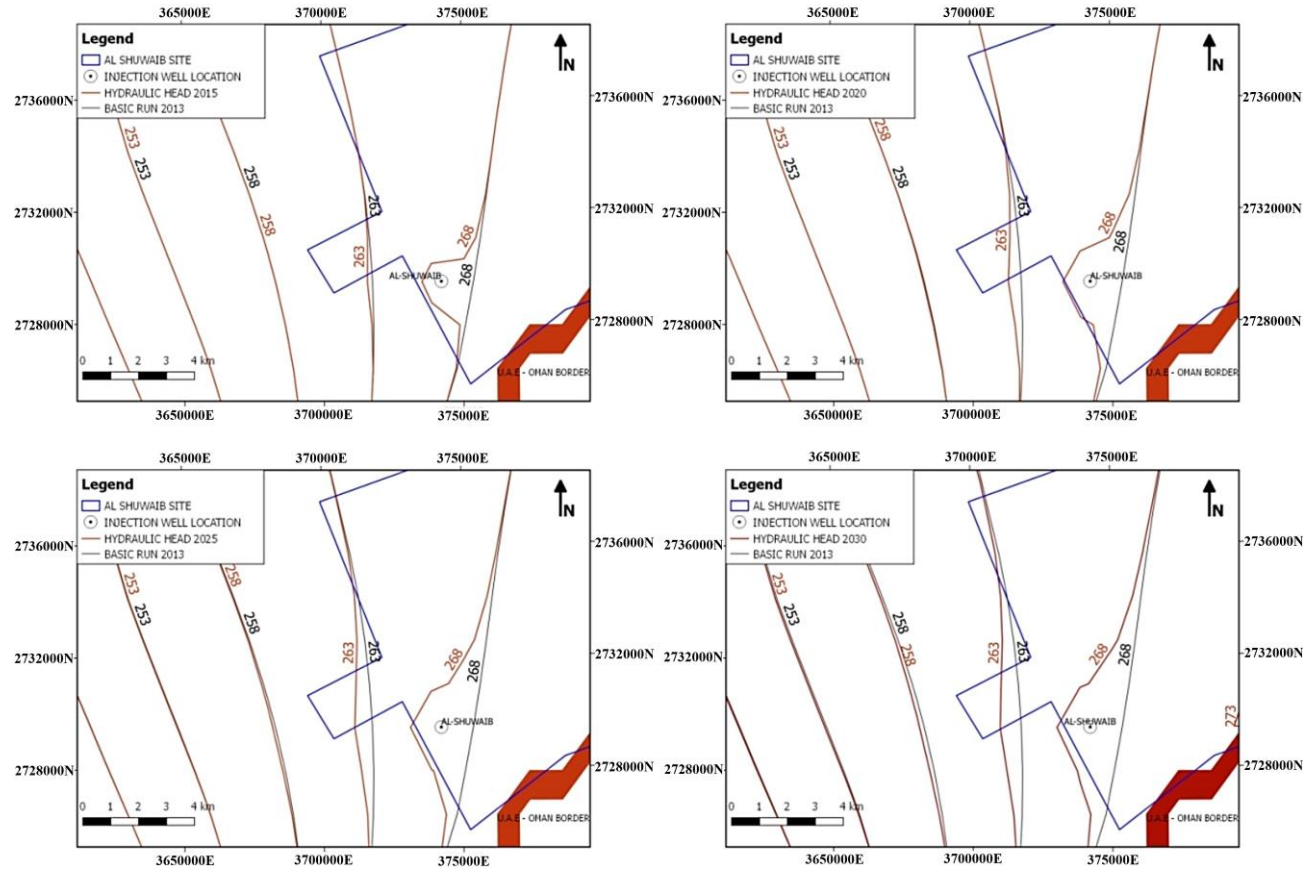 365000E 370000E 375000E
Legend
AL SHUWAIB SITE
INJECTION WELL LOCATION
HYDRAULIC HEAD 2015
BASIC RUN 2013
N
2736000N
2732000N
2728000N
253
253
258
258
263
263
268
268
AL-SHUWAIB
U.A.E - OMAN BORDER
0 1 2 3 4 km
2736000N
2732000N
2728000N
365000E 370000E 375000E
365000E 370000E 375000E
Legend
AL SHUWAIB SITE
INJECTION WELL LOCATION
HYDRAULIC HEAD 2020
BASIC RUN 2013
N
2736000N
2732000N
2728000N
253
253
258
258
263
263
268
268
AL-SHUWAIB
U.A.E - OMAN BORDER
0 1 2 3 4 km
2736000N
2732000N
2728000N
365000E 370000E 375000E
365000E 370000E 375000E
Legend
AL SHUWAIB SITE
INJECTION WELL LOCATION
HYDRAULIC HEAD 2025
BASIC RUN 2013
N
2736000N
2732000N
2728000N
253
253
258
258
263
263
268
268
AL-SHUWAIB
U.A.E - OMAN BORDER
0 1 2 3 4 km
2736000N
2732000N
2728000N
365000E 370000E 375000E
365000E 370000E 375000E
Legend
AL SHUWAIB SITE
INJECTION WELL LOCATION
HYDRAULIC HEAD 2030
BASIC RUN 2013
N
2736000N
2732000N
2728000N
253
253
258
258
263
263
268
268
273
AL-SHUWAIB
U.A.E - OMAN BORDER
0 1 2 3 4 km
2736000N
2732000N
2728000N
365000E 370000E 375000E